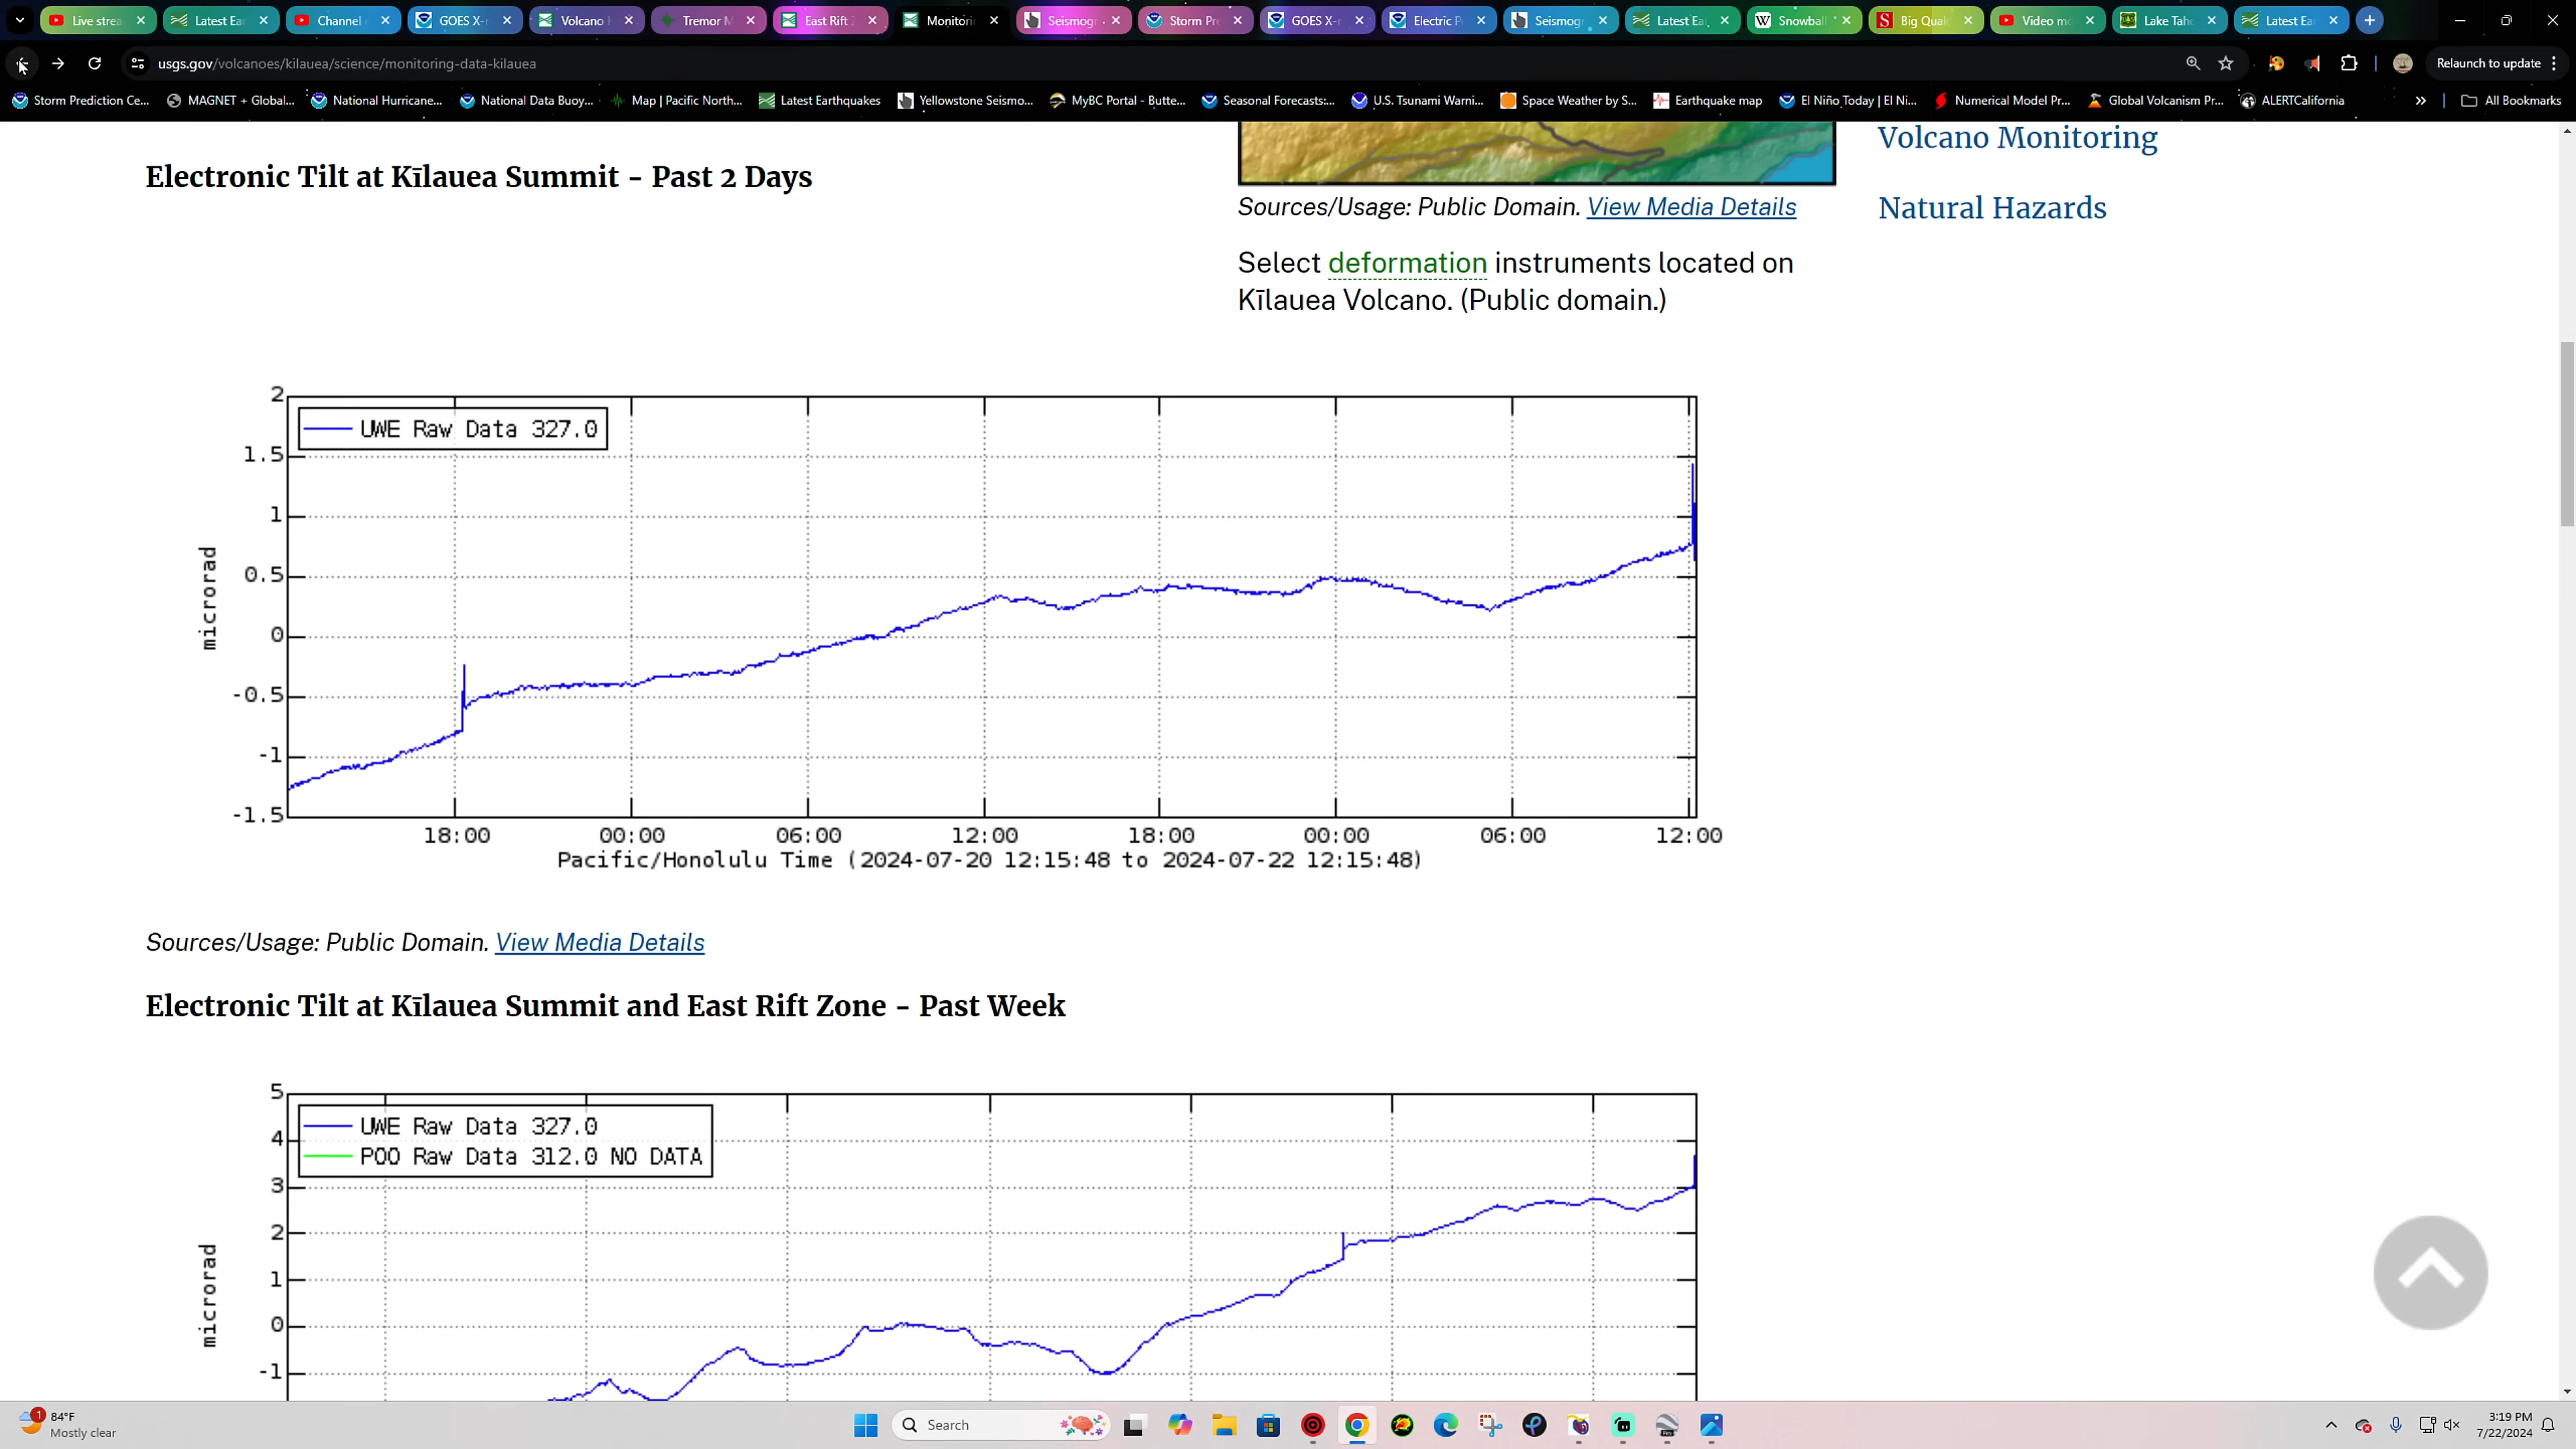 Live strea
Latest Ear
Channel
GOES X-r
Volcano
Tremor M
East Rift
Monitori
Seismogr
Storm Pre
GOES X-r
Electric P
Seismogr
Latest Ea
Snowball
Big Quak
Video mo
Lake Taho
Latest Ea
usgs.gov/volcanoes/kilauea/science/monitoring-data-kilauea
Relaunch to update
Storm Prediction Ce...
MAGNET + Global...
National Hurricane...
National Data Buoy...
Map | Pacific North...
Latest Earthquakes
Yellowstone Seismo...
MyBC Portal - Butte...
Seasonal Forecasts:...
U.S. Tsunami Warni...
Space Weather by S...
Earthquake map
El Niño Today | El Ni...
Numerical Model Pr...
Global Volcanism Pr...
ALERTCalifornia
All Bookmarks
Electronic Tilt at Kīlauea Summit - Past 2 Days
Sources/Usage: Public Domain. View Media Details
Select deformation instruments located on
Kīlauea Volcano. (Public domain.)
Volcano Monitoring
Natural Hazards
UWE Raw Data 327.0
2
1.5
1
0.5
0
-0.5
-1
-1.5
microrad
18:00 00:00 06:00 12:00 18:00 00:00 06:00 12:00
Pacific/Honolulu Time (2024-07-20 12:15:48 to 2024-07-22 12:15:48)
Sources/Usage: Public Domain. View Media Details
Electronic Tilt at Kīlauea Summit and East Rift Zone - Past Week
UWE Raw Data 327.0
POO Raw Data 312.0 NO DATA
5
4
3
2
1
0
-1
microrad
1
84°F
Mostly clear
Search
3:19 PM
7/22/2024